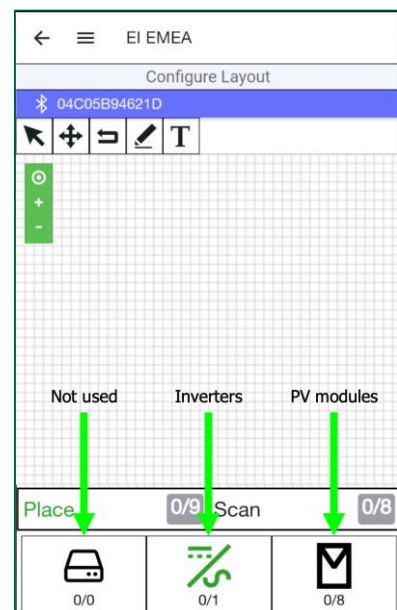 EI EMEA
Configure Layout
04C05B94621D
T
+
-
Not used Inverters PV modules
Place 0/9 Scan 0/8
0/0 0/1 0/8